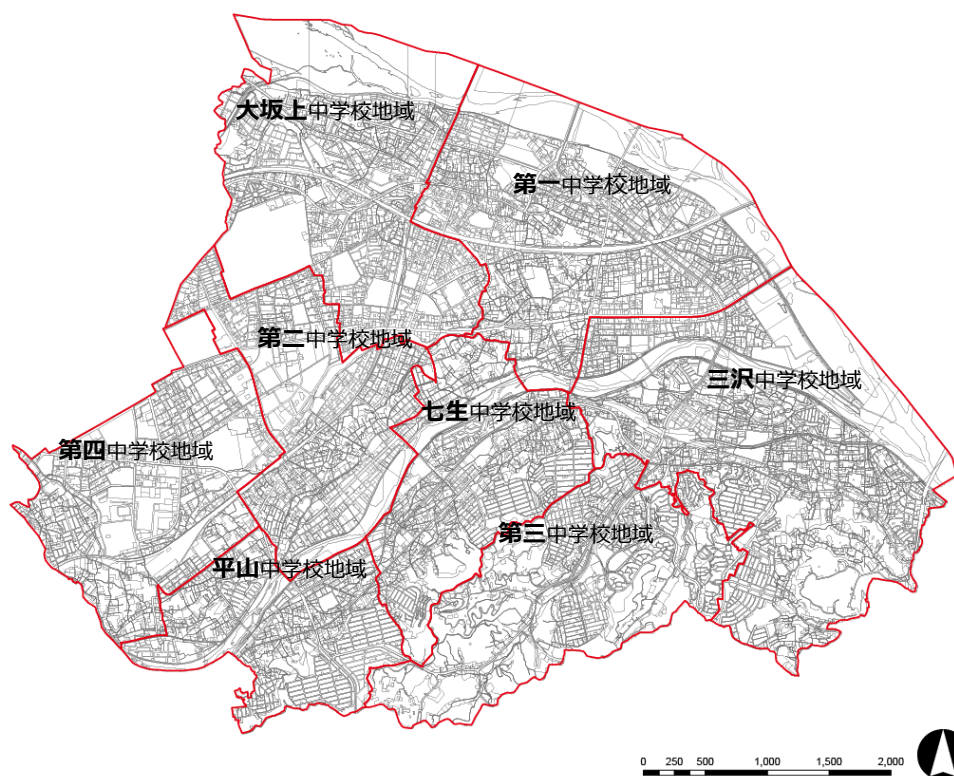 大坂上中学校地域
第一中学校地域
第二中学校地域
三沢中学校地域
七生中学校地域
第四中学校地域
第三中学校地域
平山中学校地域
0 250 500 1,000 1,500 2,000